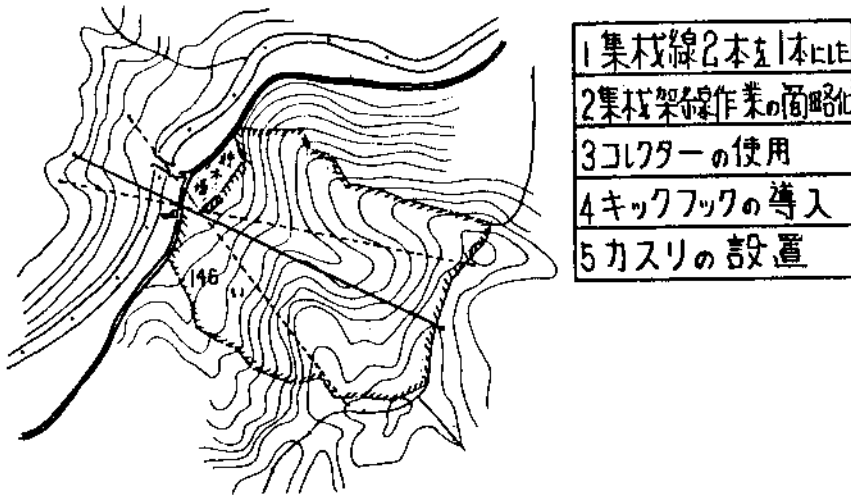 1集材線2本を1本にした
2集材架線作業の簡略化
3コレクターの使用
4キックフックの導入
5カスリの設置
146
い